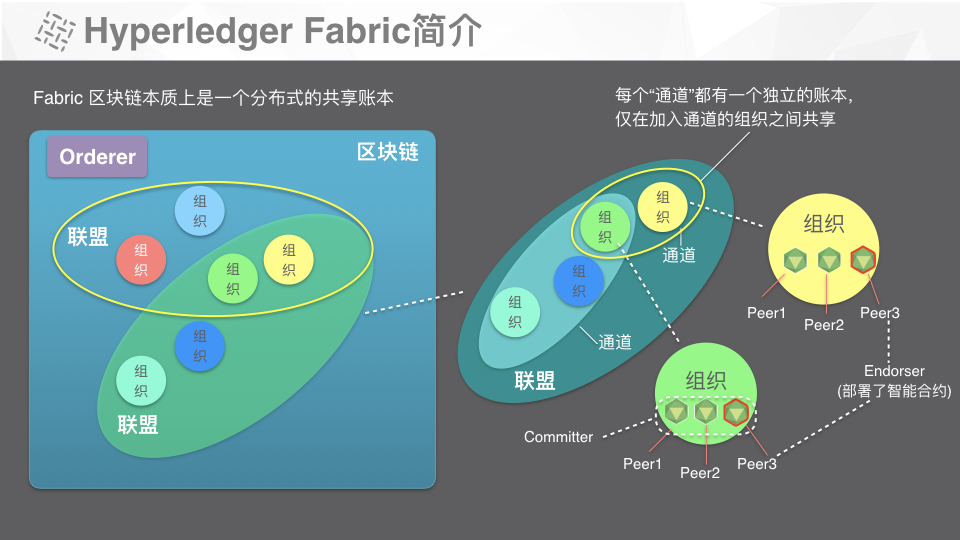 Hyperledger Fabric简介
Fabric 区块链本质上是一个分布式的共享账本
每个“通道”都有一个独立的账本,
仅在加入通道的组织之间共享
Orderer
区块链
联盟
组
织
组
织
组
织
组
织
组
织
组
织
联盟
组
织
组
织
组
织
组
织
通道
通道
联盟
组织
Peer1
Peer2
Peer3
Endorser
(部署了智能合约)
组织
Committer
Peer1
Peer2
Peer3